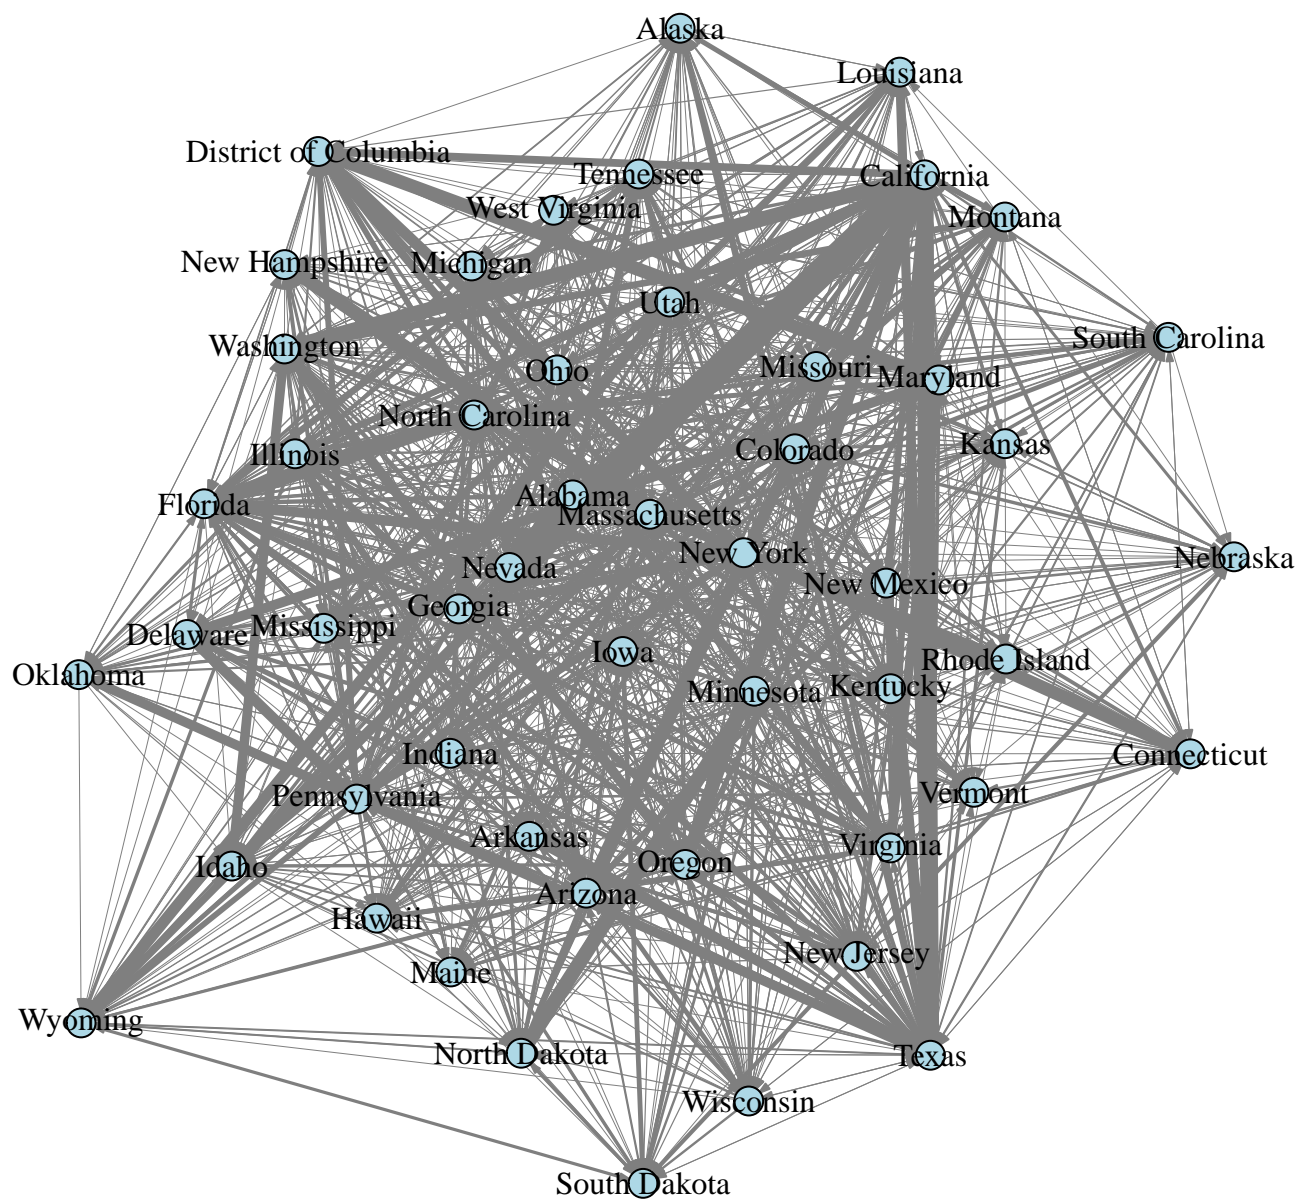 Alaska
Louisiana
District of Columbia
Tennessee
California
West Virginia
Montana
New Hampshire
Michigan
Utah
South Carolina
Washington
Ohio
Missouri
Maryland
North Carolina
Illinois
Colorado
Kansas
Florida
Alabama
Massachusetts
New York
Nebraska
Nevada
New Mexico
Georgia
Delaware
Mississippi
Iowa
Rhode Island
Oklahoma
Minnesota
Kentucky
Indiana
Connecticut
Pennsylvania
Vermont
Arkansas
Virginia
Idaho
Oregon
Arizona
Hawaii
New Jersey
Maine
Wyoming
North Dakota
Texas
Wisconsin
South Dakota